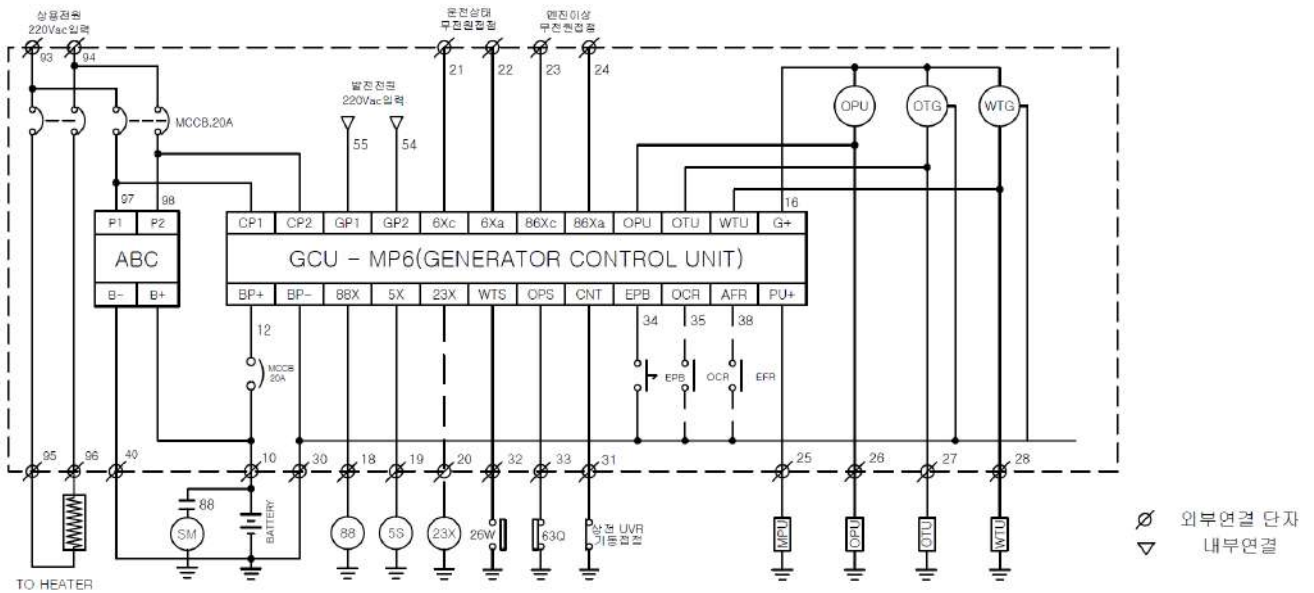 상용전원
220Vac입력
운전상태
무전원접점
엔진이상
무전원접점
93
94
21
22
23
24
발전전원
220Vac입력
MCCB,20A
55
54
OPU
OTG
WTG
97
98
16
P1
P2
CP1
CP2
GP1
GP2
6Xc
6Xa
86Xc
86Xa
OPU
OTU
WTU
G+
ABC
GCU - MP6(GENERATOR CONTROL UNIT)
B-
B+
BP+
BP-
88X
5X
23X
WTS
OPS
CNT
EPB
OCR
AFR
PU+
12
34
35
38
MCCB
20A
EPB
OCR
EFR
95
96
40
10
30
18
19
20
32
33
31
25
26
27
28
88
SM
BATTERY
88
5S
23X
26W
63Q
상전 UVR
기동접점
MPU
OPU
OTU
WTU
외부연결 단자
내부연결
TO HEATER